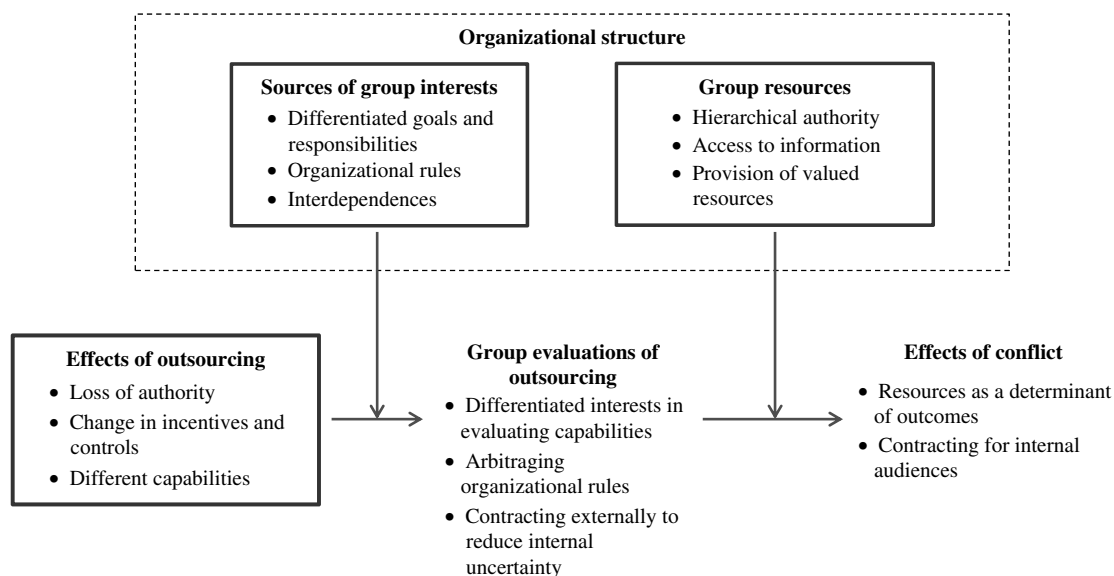 Organizational structure
Sources of group interests
• Differentiated goals and
responsibilities
• Organizational rules
• Interdependences
Group resources
• Hierarchical authority
• Access to information
• Provision of valued
resources
Effects of outsourcing
• Loss of authority
• Change in incentives and
controls
• Different capabilities
Group evaluations of
outsourcing
• Differentiated interests in
evaluating capabilities
• Arbitraging
organizational rules
• Contracting externally to
reduce internal
uncertainty
Effects of conflict
• Resources as a determinant
of outcomes
• Contracting for internal
audiences